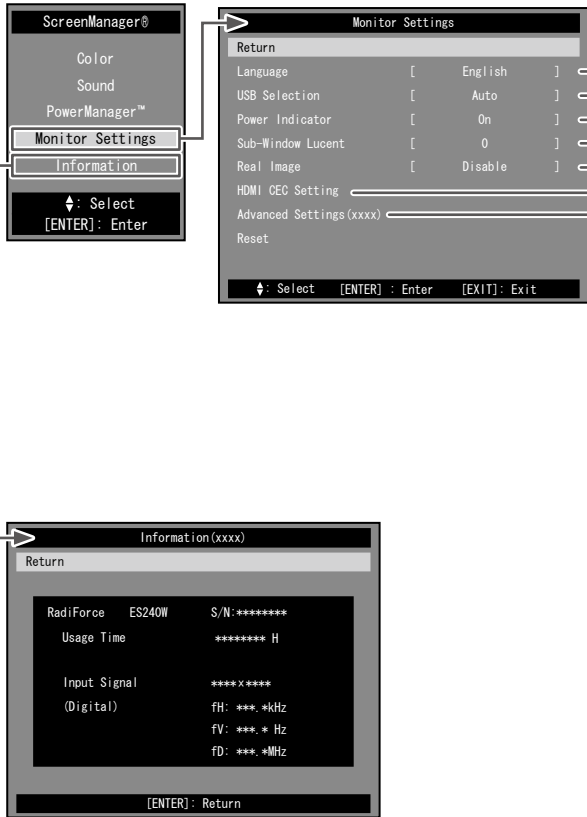 ScreenManager®
Color
Sound
PowerManager™
Monitor Settings
Information
: Select
[ENTER]: Enter
Monitor Settings
Return
Language [ English ]
USB Selection [ Auto ]
Power Indicator [ On ]
Sub-Window Lucent [ 0 ]
Real Image [ Disable ]
HDMI CEC Setting
Advanced Settings(xxxx)
Reset
: Select [ENTER] : Enter [EXIT]: Exit
Information(xxxx)
Return
RadiForce ES240W S/N:********
Usage Time ******** H
Input Signal ****×****
(Digital) fH: ***.*kHz
fV: ***.* Hz
fD: ***.*MHz
[ENTER]: Return